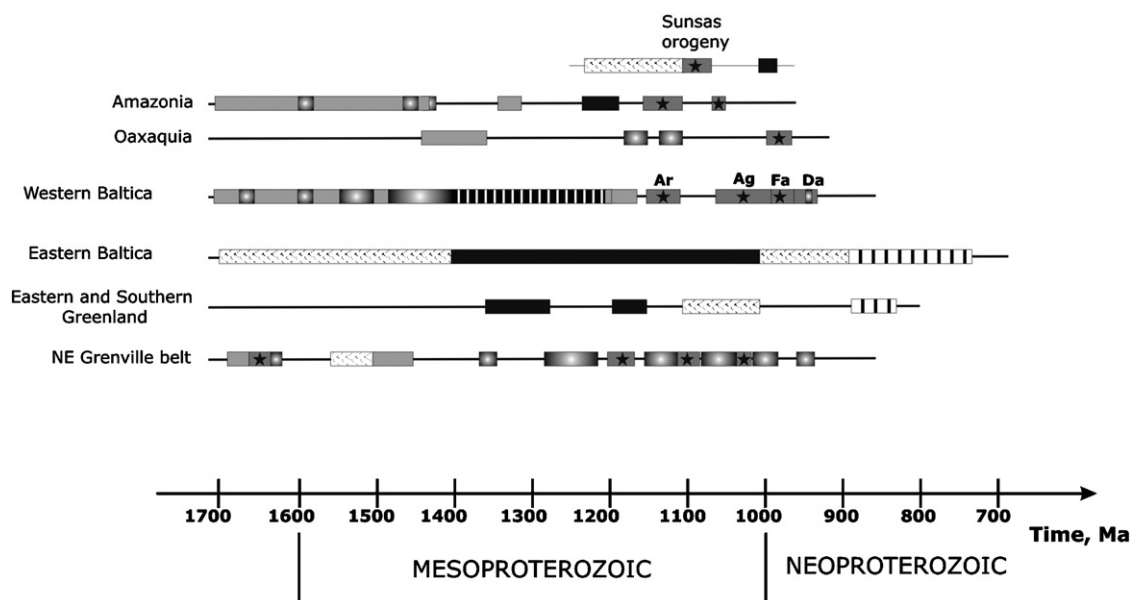 Sunsas
orogeny
Amazonia
Oaxaquia
Western Baltica
Ar Ag Fa Da
Eastern Baltica
Eastern and Southern
Greenland
NE Grenville belt
1700 1600 1500 1400 1300 1200 1100 1000 900 800 700
Time, Ma
MESOPROTEROZOIC NEOPROTEROZOIC